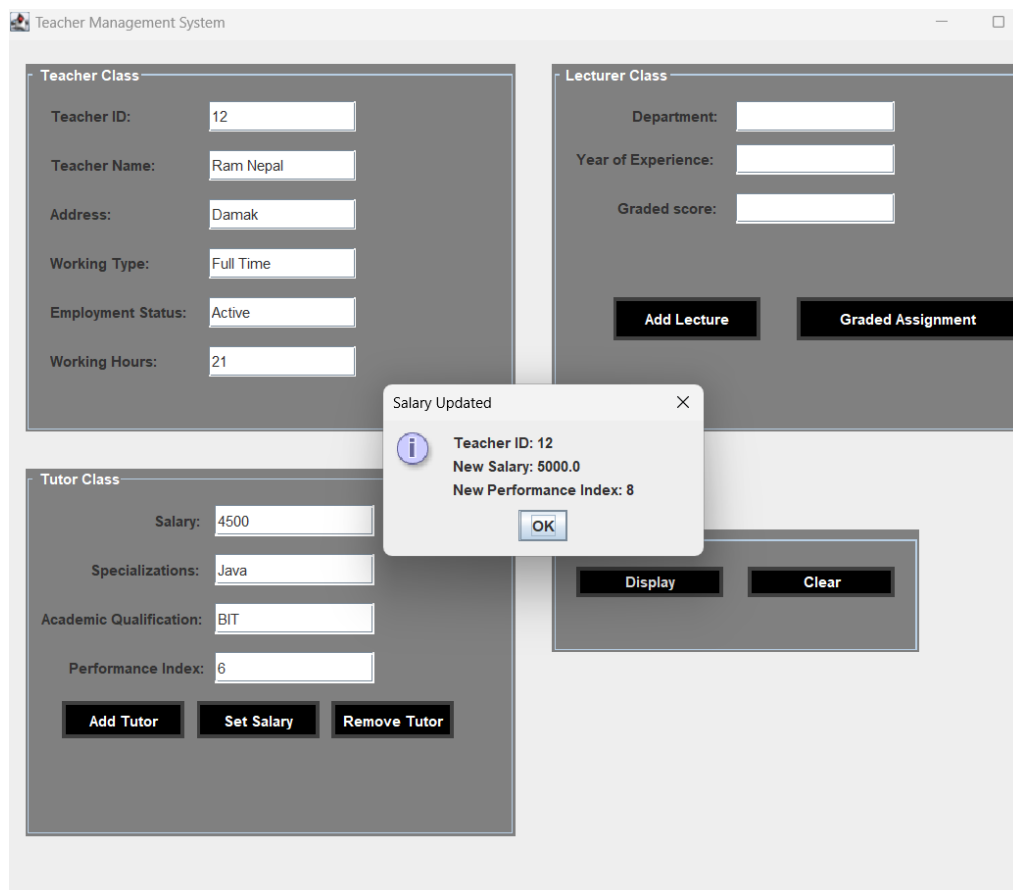 Teacher Management System
Teacher Class
Teacher ID: 12
Teacher Name: Ram Nepal
Address: Damak
Working Type: Full Time
Employment Status: Active
Working Hours: 21
Lecturer Class
Department:
Year of Experience:
Graded score:
Add Lecture Graded Assignment
Salary Updated
Teacher ID: 12
New Salary: 5000.0
New Performance Index: 8
OK
Tutor Class
Salary: 4500
Specializations: Java
Academic Qualification: BIT
Performance Index: 6
Add Tutor Set Salary Remove Tutor
Display Clear